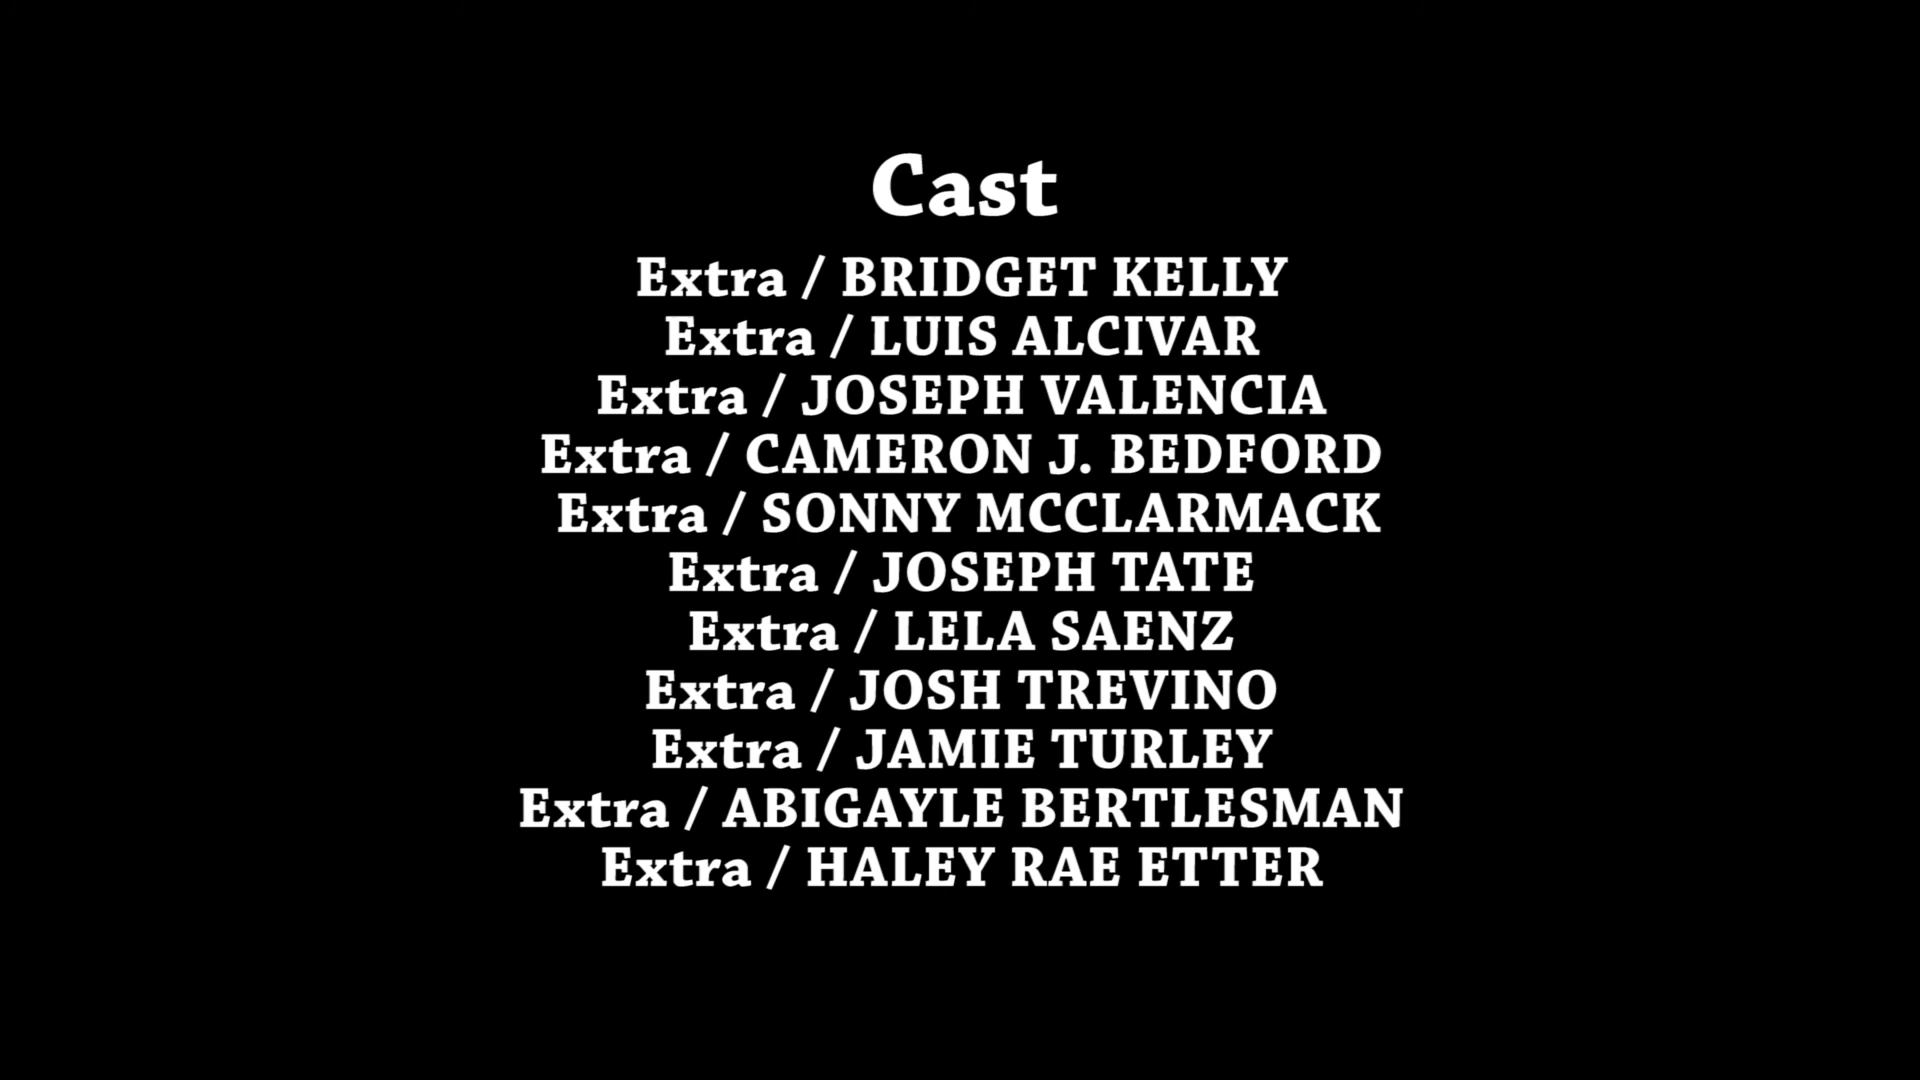 Cast
Extra / BRIDGET KELLY
Extra / LUIS ALCIVAR
Extra / JOSEPH VALENCIA
Extra / CAMERON J. BEDFORD
Extra / SONNY MCCLARMACK
Extra / JOSEPH TATE
Extra / LELA SAENZ
Extra / JOSH TREVINO
Extra / JAMIE TURLEY
Extra / ABIGAYLE BERTLESMAN
Extra / HALEY RAE ETTER